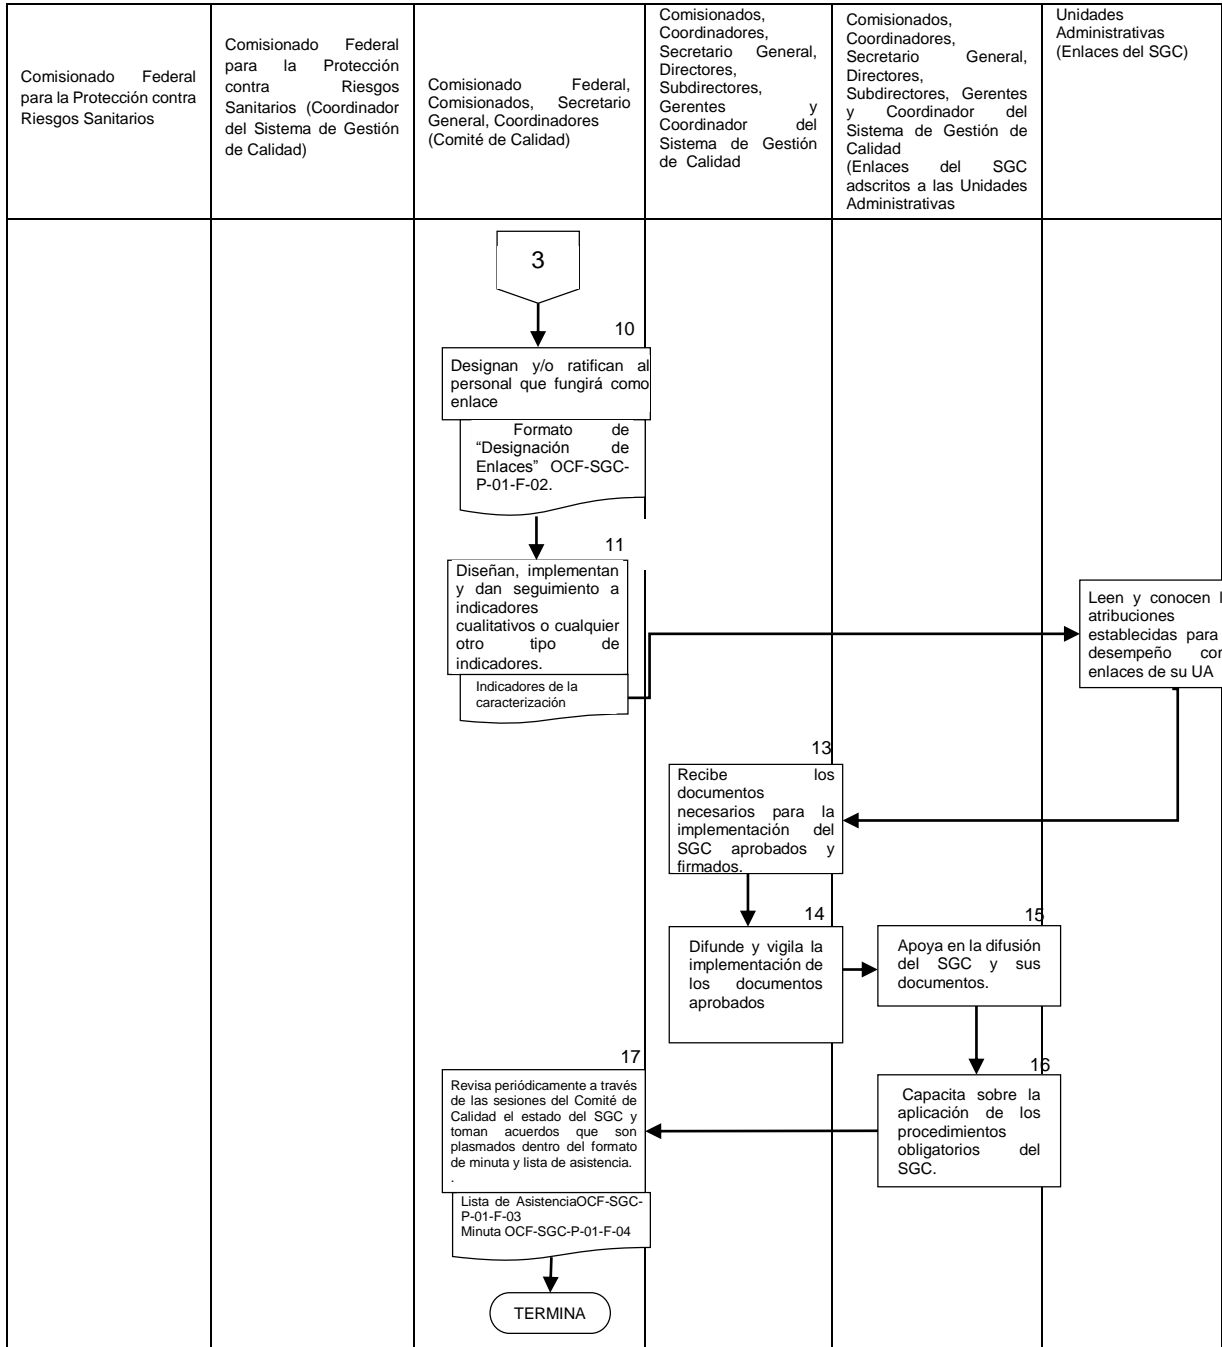 Comisionado Federal
para la Protección contra
Riesgos Sanitarios
Comisionado Federal
para la Protección
contra Riesgos
Sanitarios (Coordinador
del Sistema de Gestión
de Calidad)
Comisionado Federal,
Comisionados, Secretario
General, Coordinadores
(Comité de Calidad)
Comisionados,
Coordinadores,
Secretario General,
Directores,
Subdirectores,
Gerentes y
Coordinador del
Sistema de Gestión
de Calidad
Comisionados,
Coordinadores,
Secretario General,
Directores,
Subdirectores, Gerentes
y Coordinador del
Sistema de Gestión de
Calidad
(Enlaces del SGC
adscritos a las Unidades
Administrativas
Unidades
Administrativas
(Enlaces del SGC)
3
10
Designan y/o ratifican al
personal que fungirá como
enlace
Formato de
“Designación de
Enlaces” OCF-SGC-
P-01-F-02.
11
Diseñan, implementan
y dan seguimiento a
indicadores
cualitativos o cualquier
otro tipo de
indicadores.
Indicadores de la
caracterización
Leen y conocen l
atribuciones
establecidas para
desempeño cor
enlaces de su UA
13
Recibe los
documentos
necesarios para la
implementación del
SGC aprobados y
firmados.
14
Difunde y vigila la
implementación de
los documentos
aprobados
15
Apoya en la difusión
del SGC y sus
documentos.
16
Capacita sobre la
aplicación de los
procedimientos
obligatorios del
SGC.
17
Revisa periódicamente a través
de las sesiones del Comité de
Calidad el estado del SGC y
toman acuerdos que son
plasmados dentro del formato
de minuta y lista de asistencia.
.
Lista de AsistenciaOCF-SGC-
P-01-F-03
Minuta OCF-SGC-P-01-F-04
TERMINA